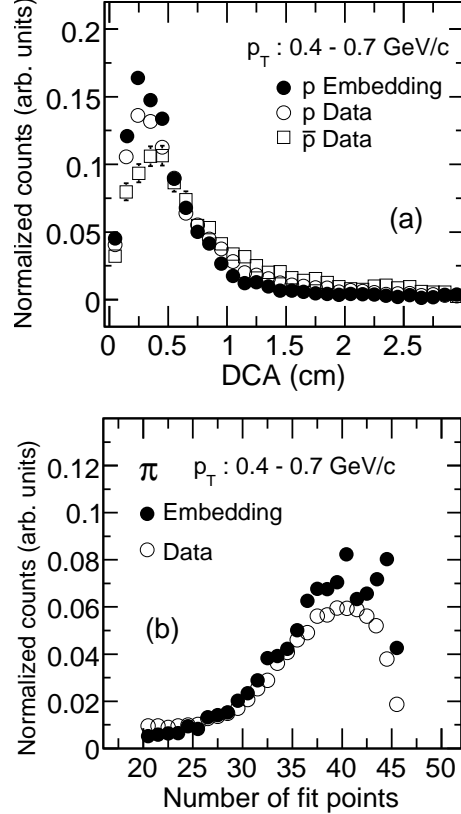 0.2
0.15
0.1
0.05
0
Normalized counts (arb. units)
p_T : 0.4 - 0.7 GeV/c
p Embedding
p Data
p̅ Data
(a)
0 0.5 1 1.5 2 2.5
DCA (cm)
0.12
0.1
0.08
0.06
0.04
0.02
0
Normalized counts (arb. units)
π p_T : 0.4 - 0.7 GeV/c
Embedding
Data
(b)
20 25 30 35 40 45 50
Number of fit points